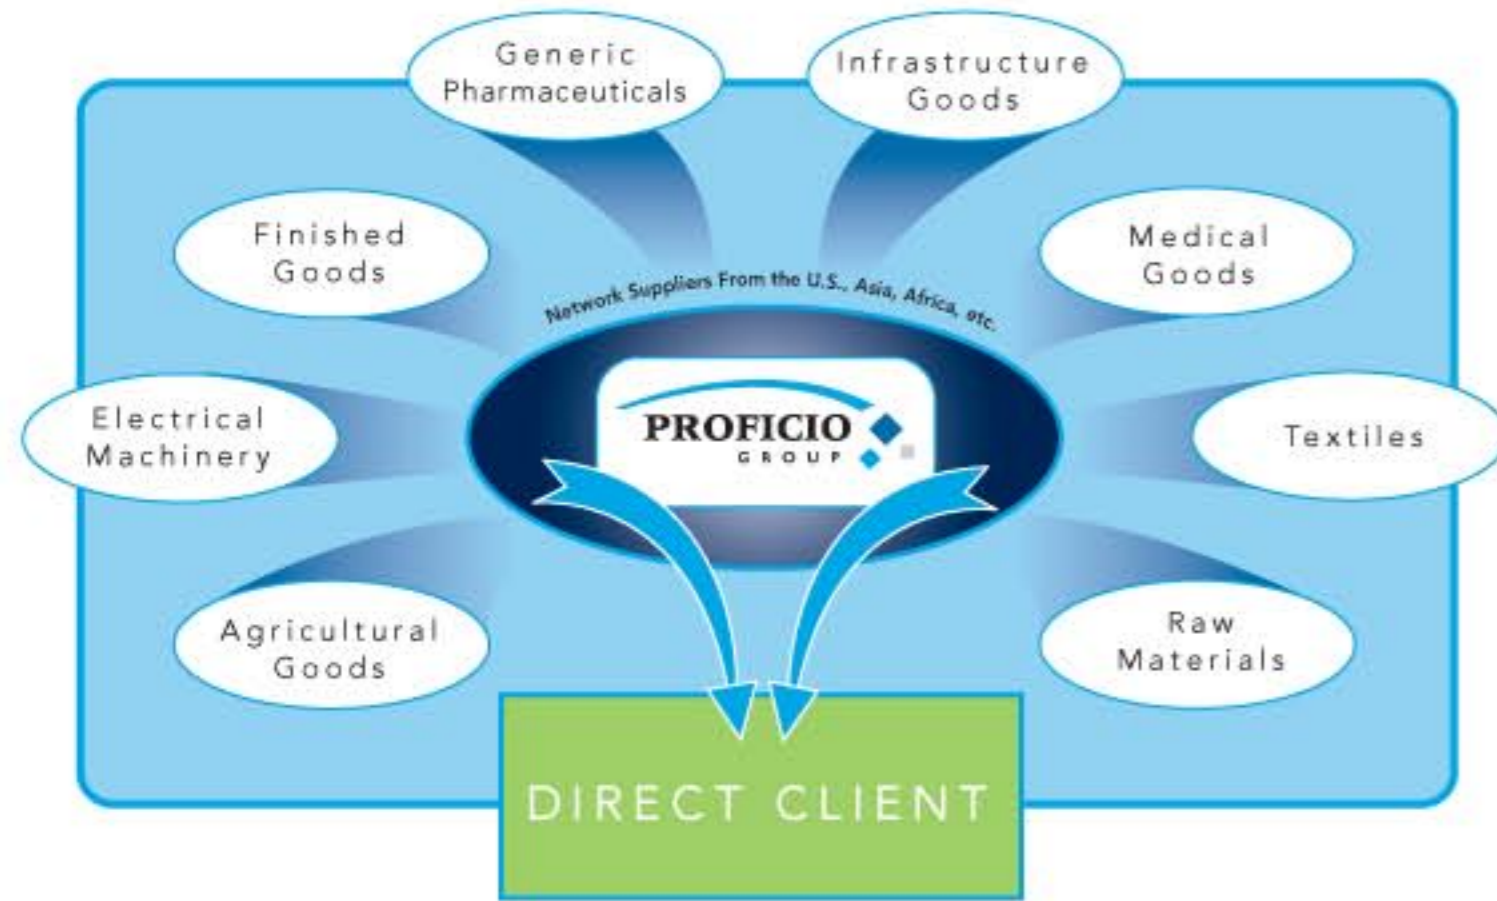 Generic
Pharmaceuticals
Infrastructure
Goods
Finished
Goods
Medical
Goods
Network Suppliers From the U.S., Asia, Africa, etc.
Electrical
Machinery
PROFICIO
GROUP
Textiles
Agricultural
Goods
Raw
Materials
DIRECT CLIENT